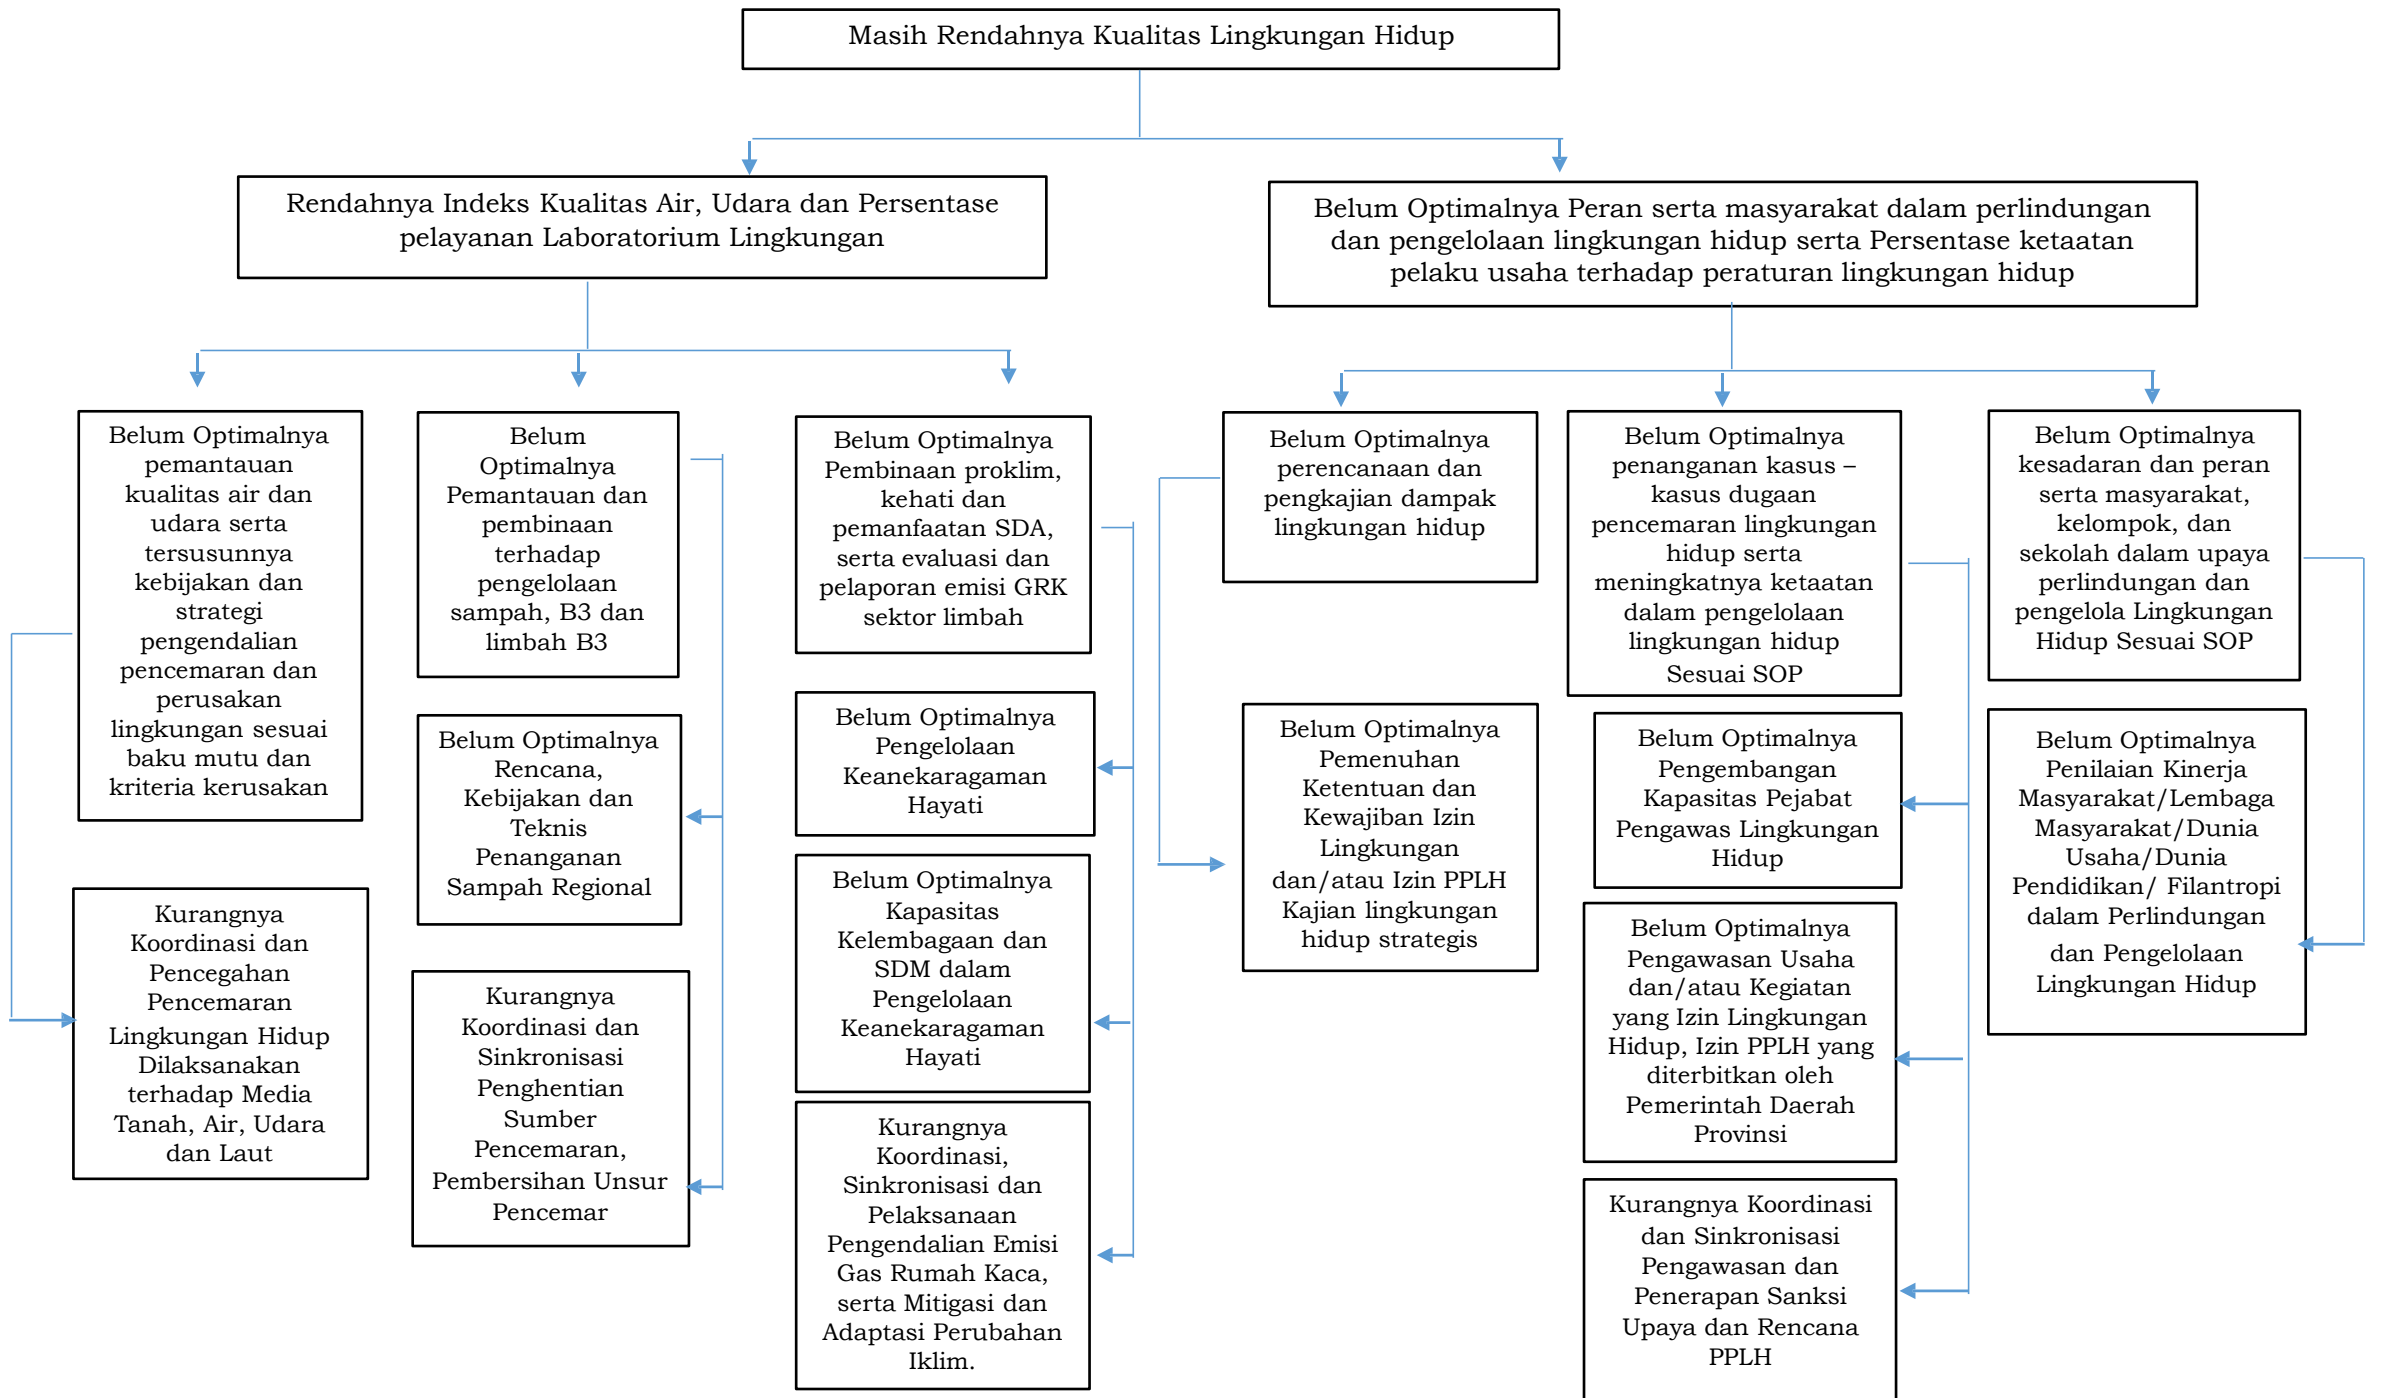 Masih Rendahnya Kualitas Lingkungan Hidup
Rendahnya Indeks Kualitas Air, Udara dan Persentase
pelayanan Laboratorium Lingkungan
Belum Optimalnya Peran serta masyarakat dalam perlindungan
dan pengelolaan lingkungan hidup serta Persentase ketaatan
pelaku usaha terhadap peraturan lingkungan hidup
Belum Optimalnya
pemantauan
kualitas air dan
udara serta
tersusunnya
kebijakan dan
strategi
pengendalian
pencemaran dan
perusakan
lingkungan sesuai
baku mutu dan
kriteria kerusakan
Kurangnya
Koordinasi dan
Pencegahan
Pencemaran
Lingkungan Hidup
Dilaksanakan
terhadap Media
Tanah, Air, Udara
dan Laut
Belum
Optimalnya
Pemantauan dan
pembinaan
terhadap
pengelolaan
sampah, B3 dan
limbah B3
Belum Optimalnya
Rencana,
Kebijakan dan
Teknis
Penanganan
Sampah Regional
Kurangnya
Koordinasi dan
Sinkronisasi
Penghentian
Sumber
Pencemaran,
Pembersihan Unsur
Pencemar
Belum Optimalnya
Pembinaan proklim,
kehati dan
pemanfaatan SDA,
serta evaluasi dan
pelaporan emisi GRK
sektor limbah
Belum Optimalnya
Pengelolaan
Keanekaragaman
Hayati
Belum Optimalnya
Kapasitas
Kelembagaan dan
SDM dalam
Pengelolaan
Keanekaragaman
Hayati
Kurangnya
Koordinasi,
Sinkronisasi dan
Pelaksanaan
Pengendalian Emisi
Gas Rumah Kaca,
serta Mitigasi dan
Adaptasi Perubahan
Iklim.
Belum Optimalnya
perencanaan dan
pengkajian dampak
lingkungan hidup
Belum Optimalnya
Pemenuhan
Ketentuan dan
Kewajiban Izin
Lingkungan
dan/atau Izin PPLH
Kajian lingkungan
hidup strategis
Belum Optimalnya
penanganan kasus –
kasus dugaan
pencemaran lingkungan
hidup serta
meningkatnya ketaatan
dalam pengelolaan
lingkungan hidup
Sesuai SOP
Belum Optimalnya
Pengembangan
Kapasitas Pejabat
Pengawas Lingkungan
Hidup
Belum Optimalnya
Pengawasan Usaha
dan/atau Kegiatan
yang Izin Lingkungan
Hidup, Izin PPLH yang
diterbitkan oleh
Pemerintah Daerah
Provinsi
Kurangnya Koordinasi
dan Sinkronisasi
Pengawasan dan
Penerapan Sanksi
Upaya dan Rencana
PPLH
Belum Optimalnya
kesadaran dan peran
serta masyarakat,
kelompok, dan
sekolah dalam upaya
perlindungan dan
pengelola Lingkungan
Hidup Sesuai SOP
Belum Optimalnya
Penilaian Kinerja
Masyarakat/Lembaga
Masyarakat/Dunia
Usaha/Dunia
Pendidikan/ Filantropi
dalam Perlindungan
dan Pengelolaan
Lingkungan Hidup